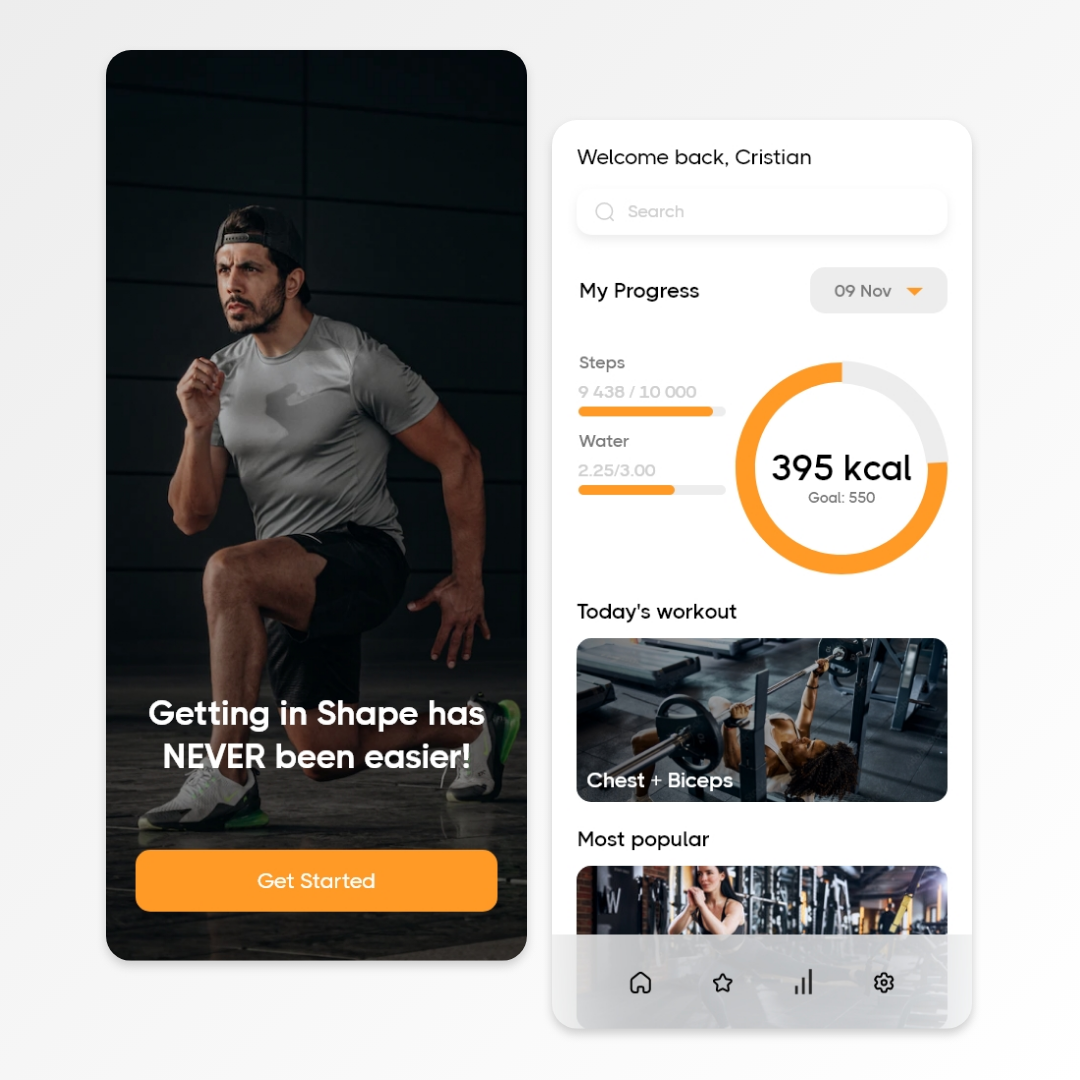 Getting in Shape has
NEVER been easier!
Get Started
Welcome back, Cristian
Search
My Progress
09 Nov
Steps
9 438 / 10 000
Water
2.25/3.00
395 kcal
Goal: 550
Today's workout
Chest + Biceps
Most popular
W